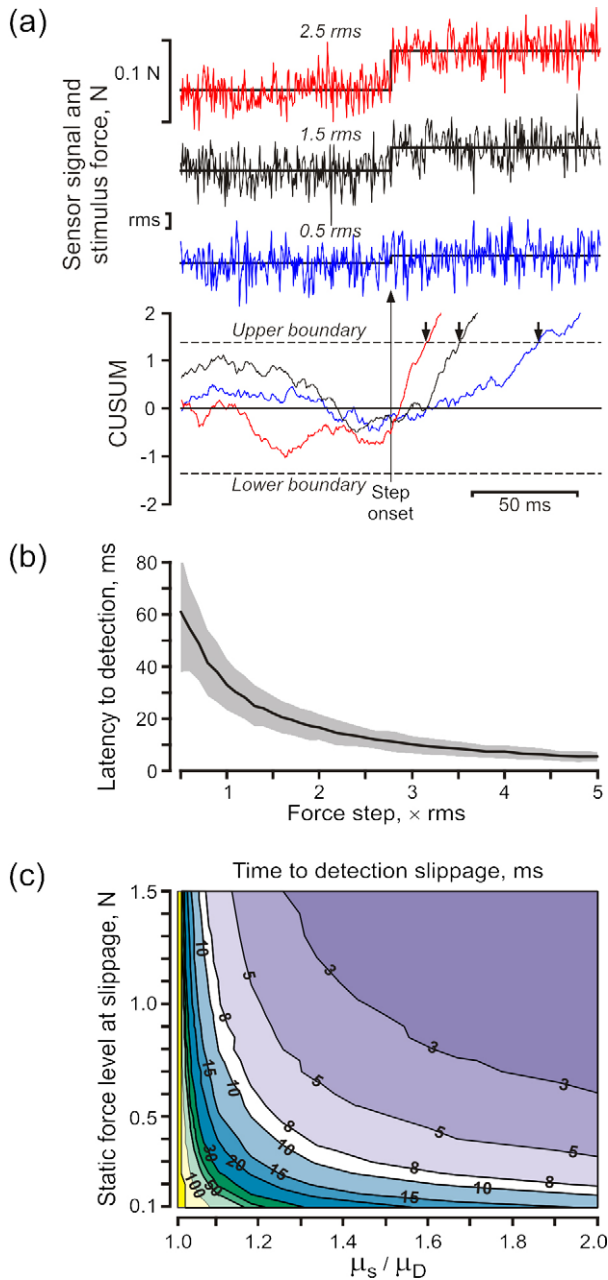 (a)
2.5 rms
0.1 N
1.5 rms
rms
0.5 rms
Sensor signal and
stimulus force, N
2
Upper boundary
1
0
CUSUM
-1
Lower boundary
-2
Step
onset
50 ms
(b)
80
60
40
20
0
Latency to detection, ms
1 2 3 4 5
Force step, × rms
(c)
Time to detection slippage, ms
1.5
1.0
0.5
0.1
Static force level at slippage, N
10 5 3
8 3 3
15 10 5 5
8 5
30 20 10 8 8
100 50 15 15 10
1.0 1.2 1.4 1.6 1.8 2.0
μS / μD